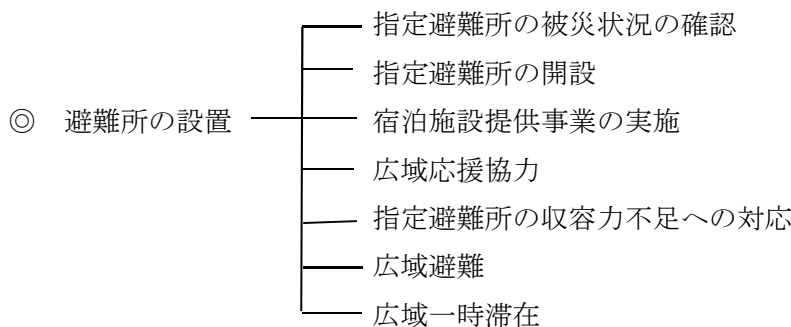 指定避難所の被災状況の確認
指定避難所の開設
◎ 避難所の設置
宿泊施設提供事業の実施
広域応援協力
指定避難所の収容力不足への対応
広域避難
広域一時滞在